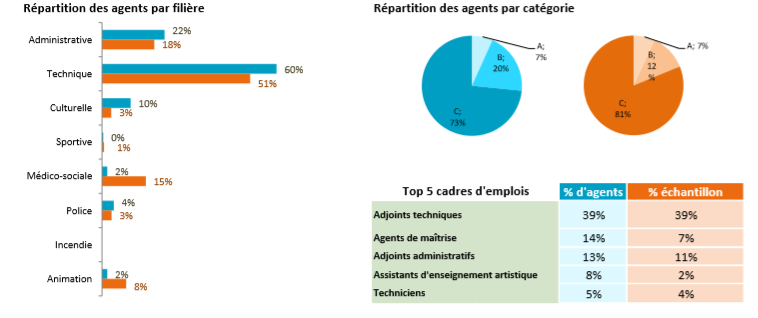 Répartition des agents par filière
Administrative 22% 18%
Technique 60% 51%
Culturelle 10% 3%
Sportive 0% 1%
Médico-sociale 2% 15%
Police 4% 3%
Incendie
Animation 2% 8%
Répartition des agents par catégorie
A; 7%
B; 20%
C; 73%
A; 7%
B; 12 %
C; 81%
Top 5 cadres d'emplois % d'agents % échantillon
Adjoints techniques 39% 39%
Agents de maîtrise 14% 7%
Adjoints administratifs 13% 11%
Assistants d'enseignement artistique 8% 2%
Techniciens 5% 4%